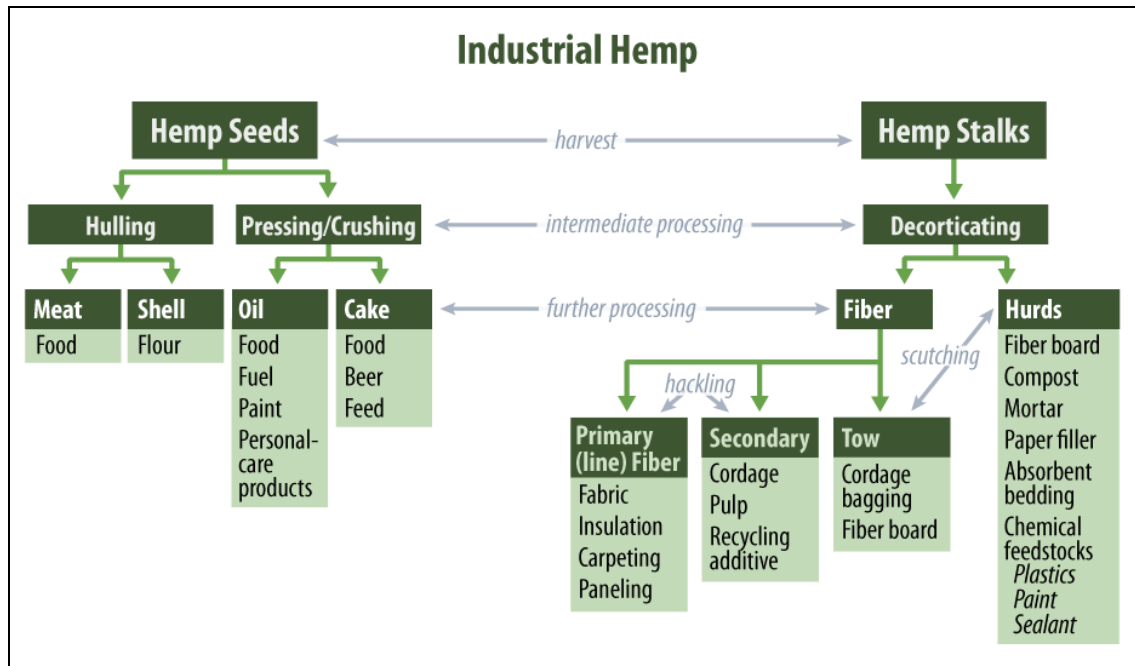 Industrial Hemp
Hemp Seeds
harvest
Hemp Stalks
Hulling
Pressing/Crushing
intermediate processing
Decorticating
Meat
Food
Shell
Flour
Oil
Food
Fuel
Paint
Personal-
care
products
Cake
Food
Beer
Feed
further processing
Fiber
Hurds
Fiber board
Compost
Mortar
Paper filler
Absorbent
bedding
Chemical
feedstocks
Plastics
Paint
Sealant
scutching
hackling
Primary
(line) Fiber
Fabric
Insulation
Carpeting
Paneling
Secondary
Cordage
Pulp
Recycling
additive
Tow
Cordage
bagging
Fiber board